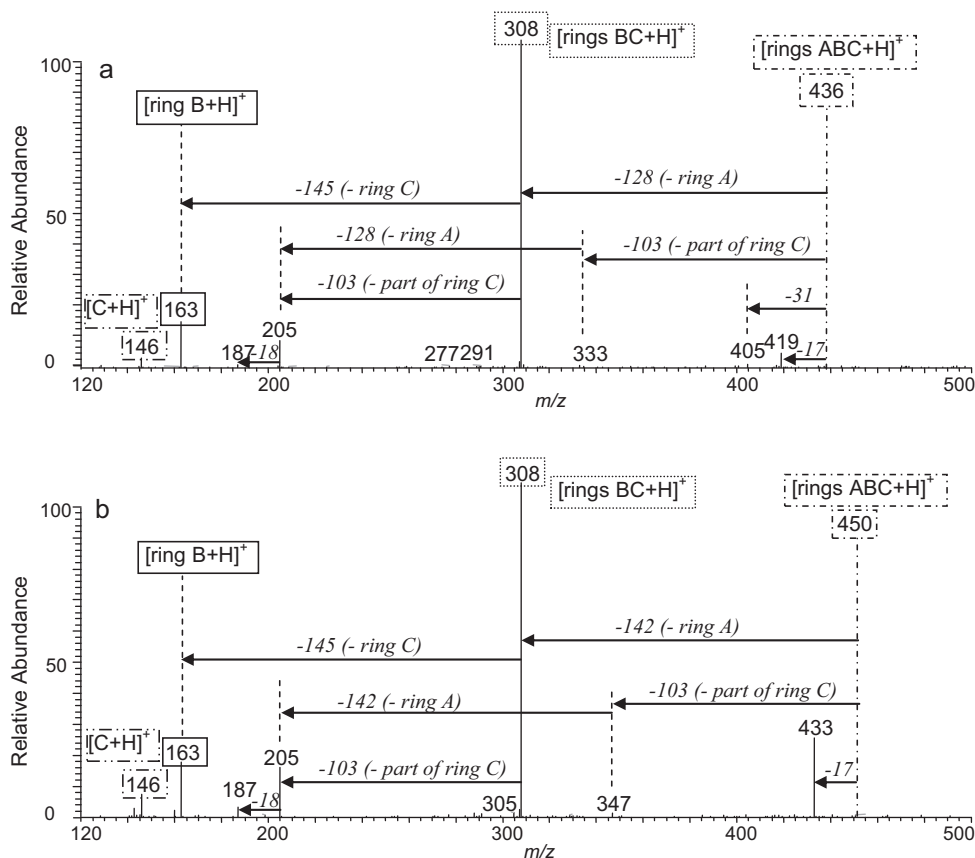 a
308
[rings BC+H]⁺
[rings ABC+H]⁺
436
[ring B+H]⁺
-145 (- ring C)
-128 (- ring A)
-128 (- ring A)
-103 (- part of ring C)
-103 (- part of ring C)
-31
[C+H]⁺
163
146
205
187
-18
277
291
333
405
419
-17
100
50
0
Relative Abundance
120
200
300
400
500
m/z
b
308
[rings BC+H]⁺
[rings ABC+H]⁺
450
[ring B+H]⁺
-145 (- ring C)
-142 (- ring A)
-142 (- ring A)
-103 (- part of ring C)
-103 (- part of ring C)
[C+H]⁺
163
146
205
187
-18
305
347
433
-17
100
50
0
Relative Abundance
120
200
300
400
500
m/z